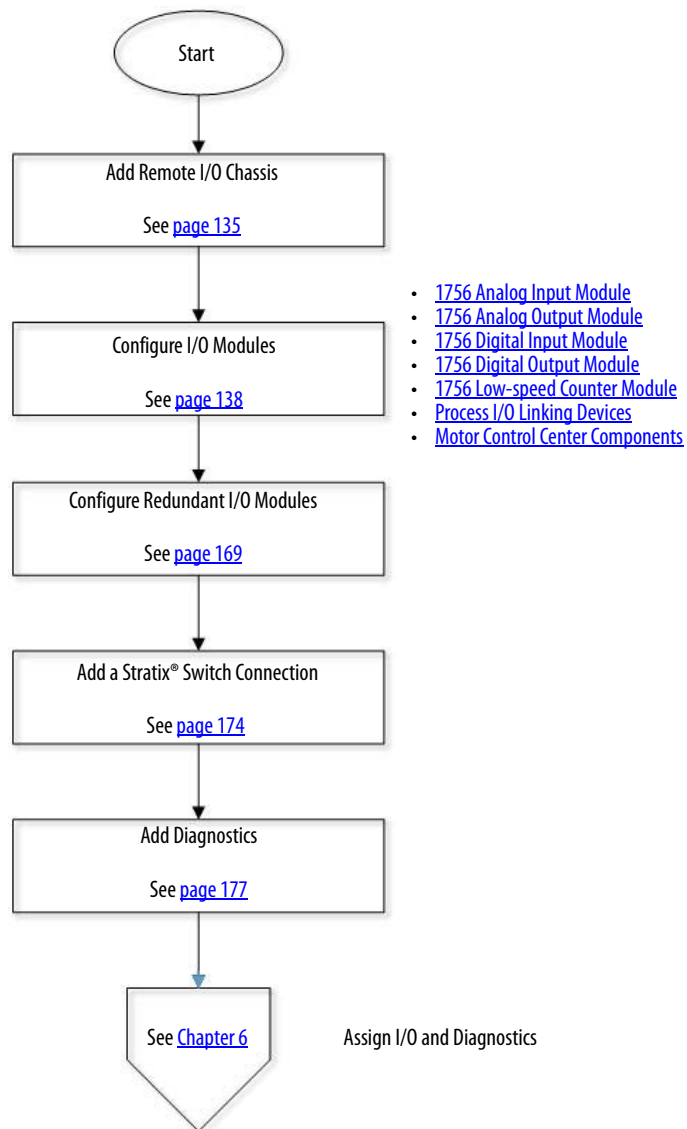 Start
Add Remote I/O Chassis
See page 135
Configure I/O Modules
See page 138
• 1756 Analog Input Module
• 1756 Analog Output Module
• 1756 Digital Input Module
• 1756 Digital Output Module
• 1756 Low-speed Counter Module
• Process I/O Linking Devices
• Motor Control Center Components
Configure Redundant I/O Modules
See page 169
Add a Stratix® Switch Connection
See page 174
Add Diagnostics
See page 177
See Chapter 6
Assign I/O and Diagnostics